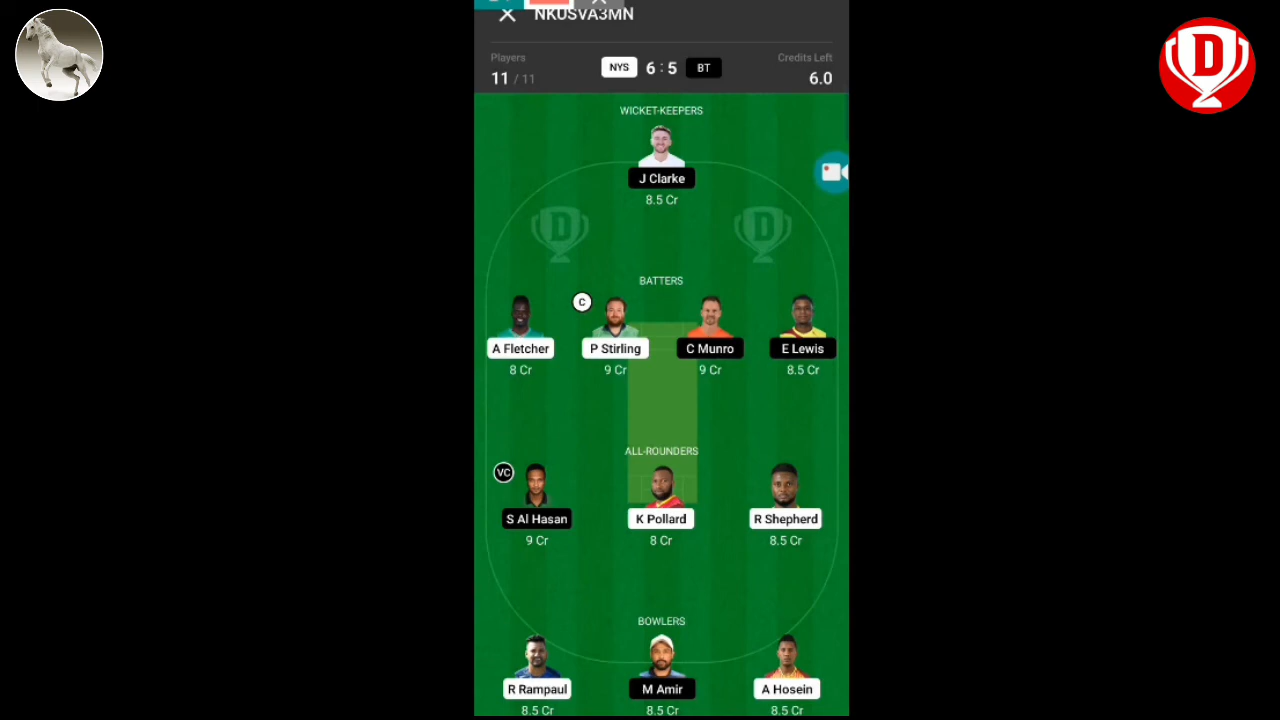 NKUSVA3MN
Players
11 / 11
NYS 6 : 5 BT
Credits Left
6.0
WICKET-KEEPERS
J Clarke
8.5 Cr
D D
BATTERS
C
A Fletcher P Stirling C Munro E Lewis
8 Cr 9 Cr 9 Cr 8.5 Cr
ALL-ROUNDERS
VC
S Al Hasan K Pollard R Shepherd
9 Cr 8 Cr 8.5 Cr
BOWLERS
R Rampaul M Amir A Hosein
8.5 Cr 8.5 Cr 8.5 Cr
D